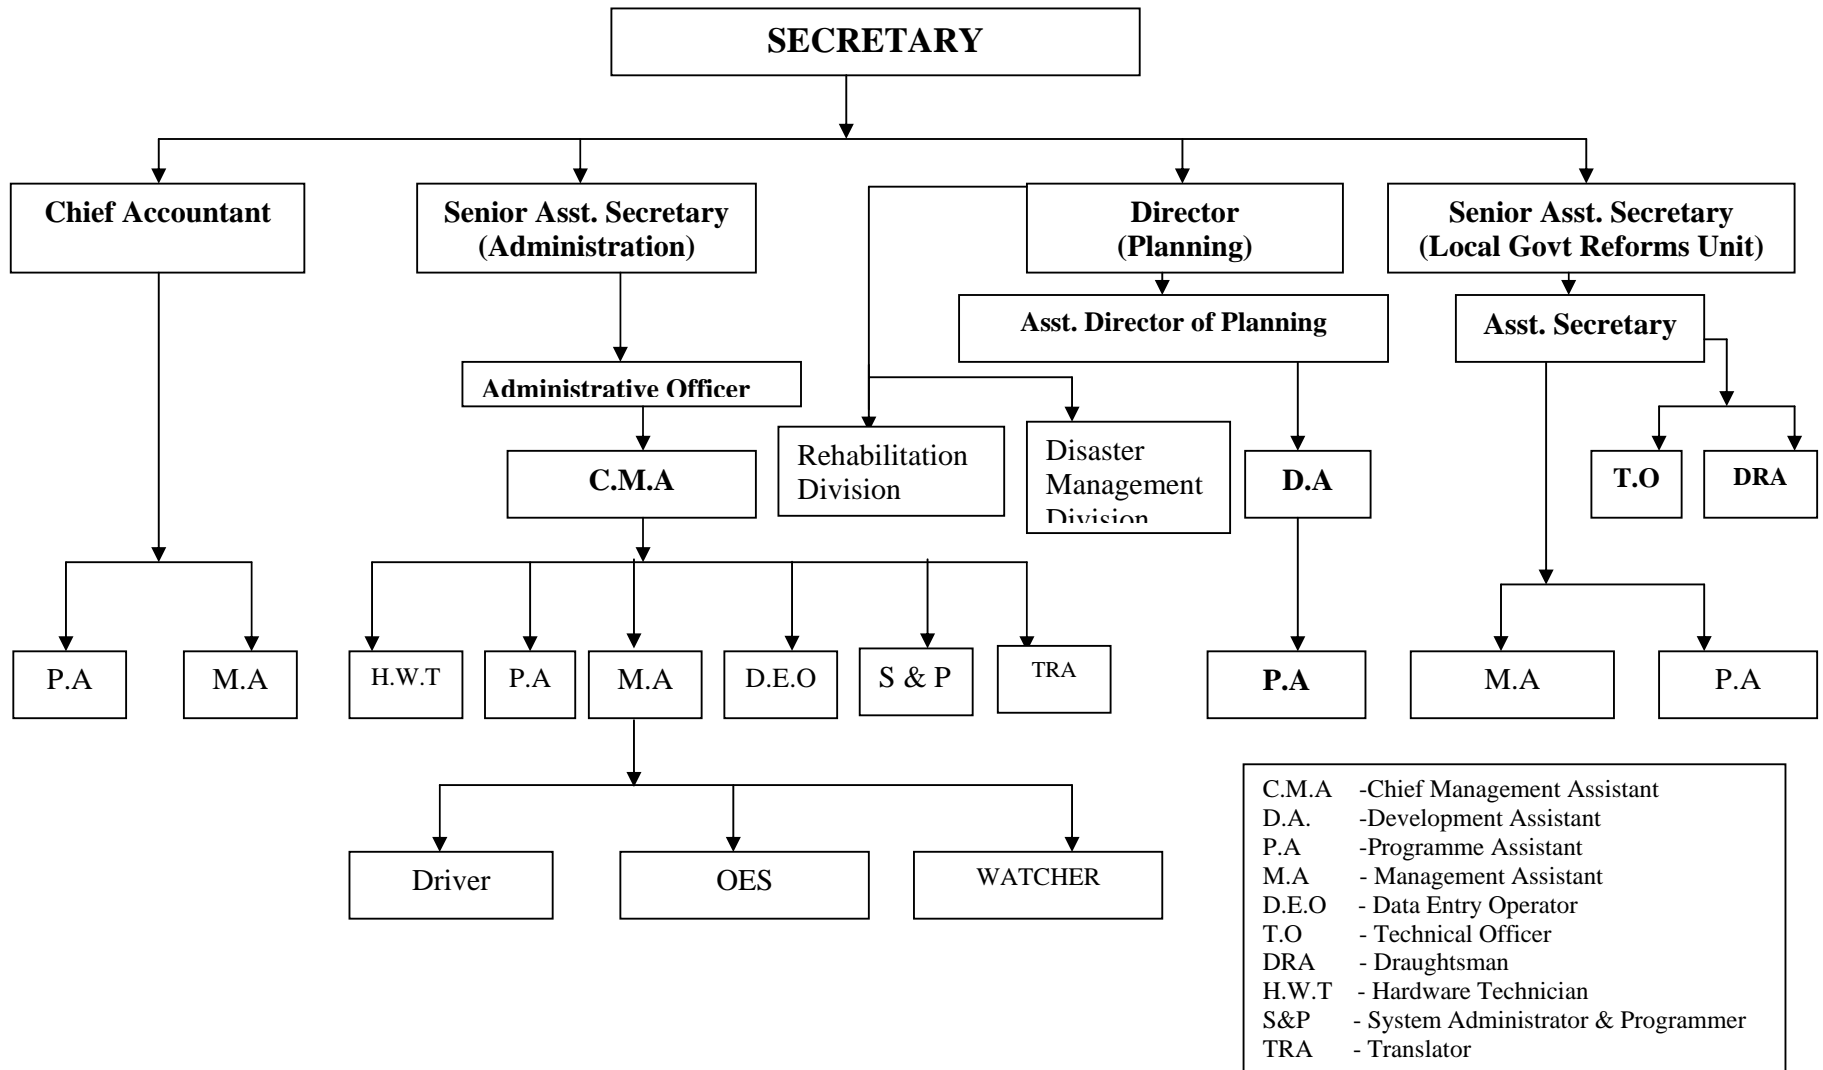 SECRETARY
Chief Accountant
Senior Asst. Secretary
(Administration)
Director
(Planning)
Senior Asst. Secretary
(Local Govt Reforms Unit)
Asst. Director of Planning
Asst. Secretary
Administrative Officer
Rehabilitation
Division
Disaster
Management
Division
C.M.A
D.A
T.O
DRA
P.A
M.A
H.W.T
P.A
M.A
D.E.O
S & P
TRA
P.A
M.A
P.A
Driver
OES
WATCHER
C.M.A -Chief Management Assistant
D.A. -Development Assistant
P.A -Programme Assistant
M.A - Management Assistant
D.E.O - Data Entry Operator
T.O - Technical Officer
DRA - Draughtsman
H.W.T - Hardware Technician
S&P - System Administrator & Programmer
TRA - Translator